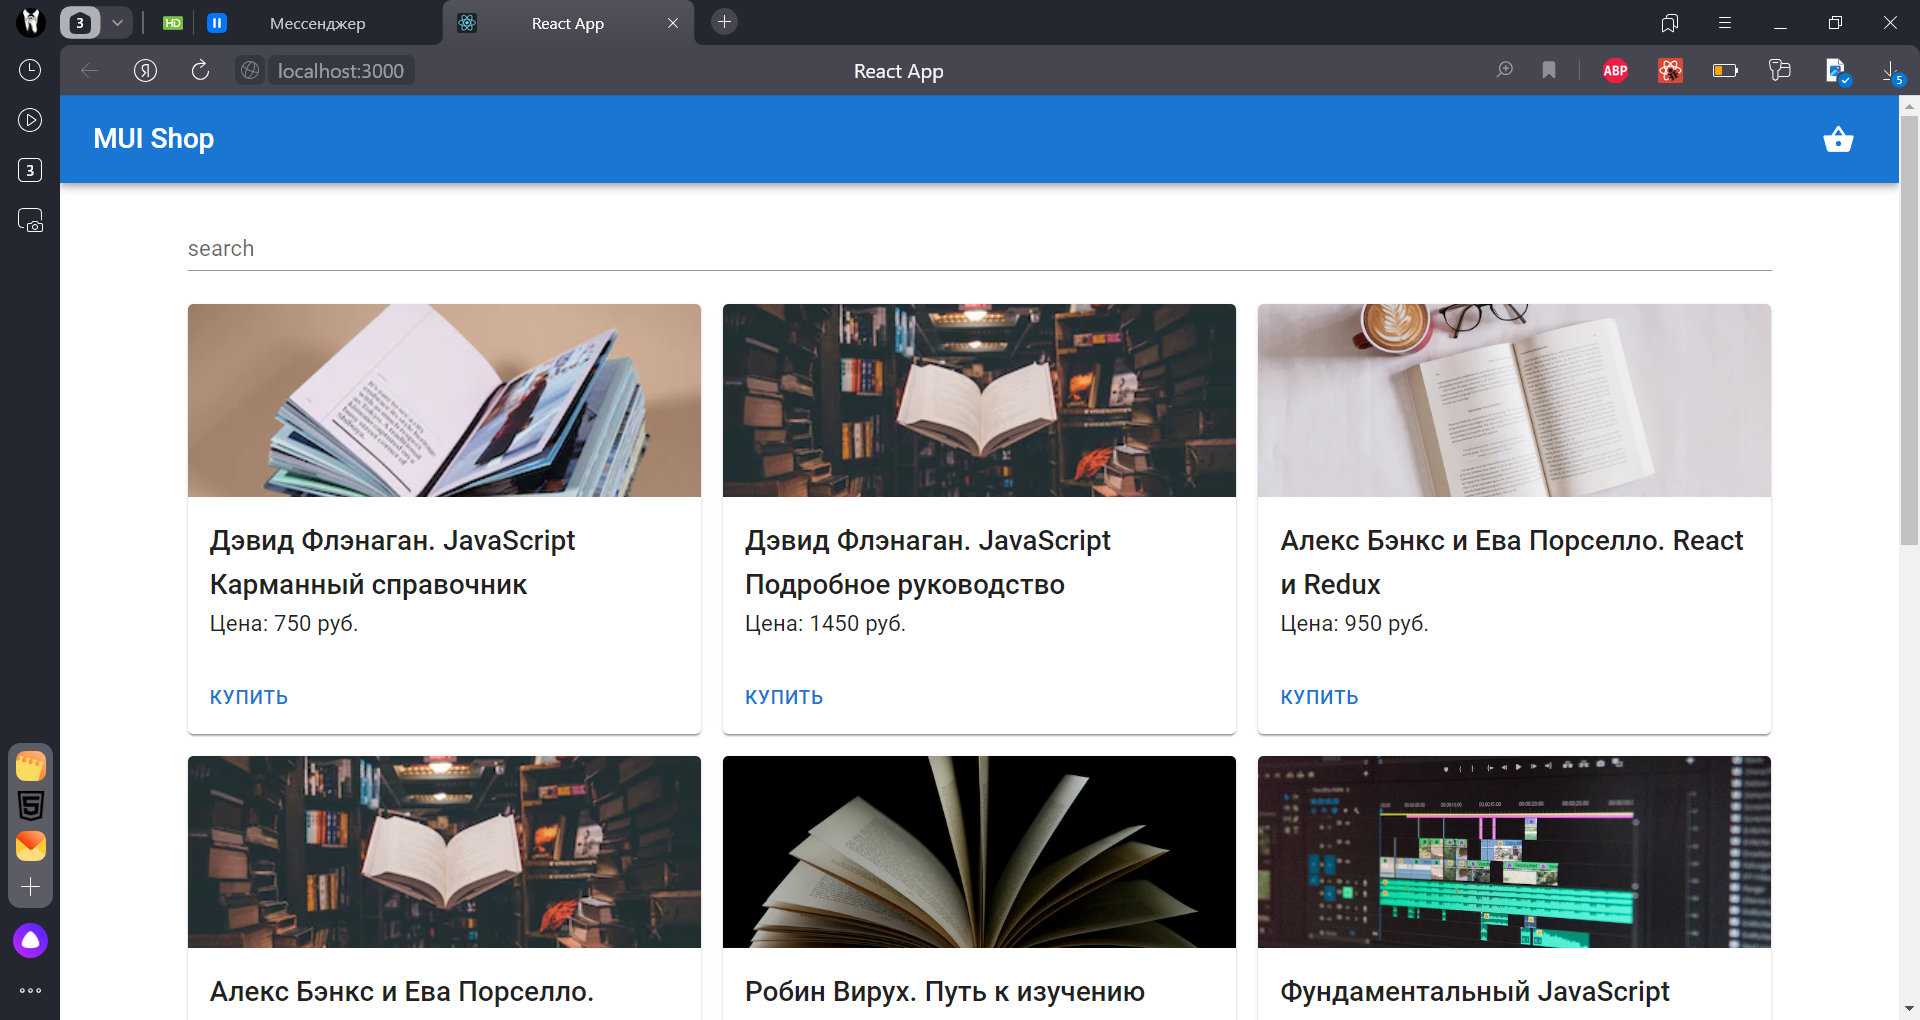 3
HD
Мессенджер
React App
Я
localhost:3000
React App
ABP
5
3
MUI Shop
search
Дэвид Флэнаган. JavaScript
Карманный справочник
Цена: 750 руб.
КУПИТЬ
Дэвид Флэнаган. JavaScript
Подробное руководство
Цена: 1450 руб.
КУПИТЬ
Алекс Бэнкс и Ева Порселло. React
и Redux
Цена: 950 руб.
КУПИТЬ
Алекс Бэнкс и Ева Порселло.
Робин Вирух. Путь к изучению
Фундаментальный JavaScript
5